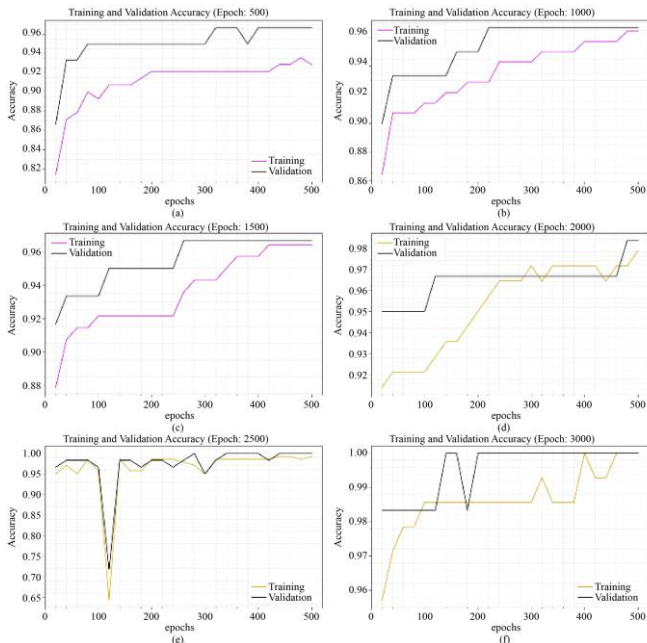 Training and Validation Accuracy (Epoch: 500)
0.96
0.94
0.92
0.90
0.88
0.86
0.84
0.82
Accuracy
Training
Validation
0
100
200
300
400
500
epochs
(a)
Training and Validation Accuracy (Epoch: 1000)
Training
Validation
0.96
0.94
0.92
0.90
0.88
0.86
Accuracy
0
100
200
300
400
500
epochs
(b)
Training and Validation Accuracy (Epoch: 1500)
Training
Validation
0.96
0.94
0.92
0.90
0.88
Accuracy
0
100
200
300
400
500
epochs
(c)
Training and Validation Accuracy (Epoch: 2000)
Training
Validation
0.98
0.97
0.95
0.93
0.92
Accuracy
0
100
200
300
400
500
epochs
(d)
Training and Validation Accuracy (Epoch: 2500)
1.00
0.95
0.90
0.85
0.80
0.75
0.70
0.65
Accuracy
Training
Validation
0
100
200
300
400
500
epochs
(e)
Training and Validation Accuracy (Epoch: 3000)
1.00
0.99
0.98
0.97
0.96
Accuracy
Training
Validation
0
100
200
300
400
500
epochs
(f)